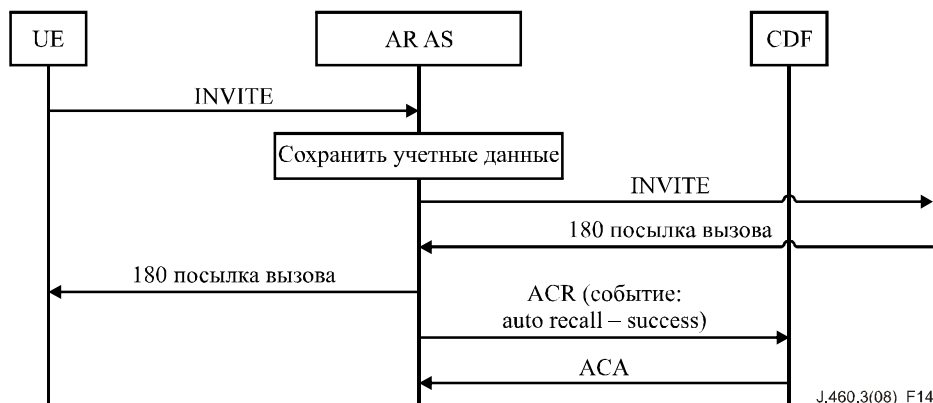 UE
AR AS
CDF
INVITE
Сохранить учетные данные
INVITE
180 посылка вызова
180 посылка вызова
ACR (событие:
auto recall – success)
ACA
J.460.3(08)_F14